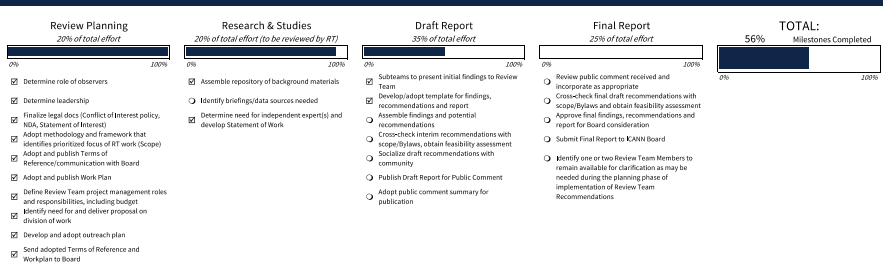 Review Planning
20% of total effort
0% 100%
☑ Determine role of observers
☑ Determine leadership
☑ Finalize legal docs (Conflict of Interest policy,
NDA, Statement of Interest)
☑ Adopt methodology and framework that
identifies prioritized focus of RT work (Scope)
☑ Adopt and publish Terms of
Reference/communication with Board
☑ Adopt and publish Work Plan
☑ Define Review Team project management roles
and responsibilities, including budget
☑ Identify need for and deliver proposal on
division of work
☑ Develop and adopt outreach plan
☑ Send adopted Terms of Reference and
Workplan to Board
Research & Studies
20% of total effort (to be reviewed by RT)
0% 100%
☑ Assemble repository of background materials
Identify briefings/data sources needed
☑ Determine need for independent expert(s) and
develop Statement of Work
Draft Report
35% of total effort
0% 100%
☑ Subteams to present initial findings to Review
Team
☑ Develop/adopt template for findings,
recommendations and report
Assemble findings and potential
recommendations
Cross-check interim recommendations with
scope/Bylaws, obtain feasibility assessment
Socialize draft recommendations with
community
Publish Draft Report for Public Comment
Adopt public comment summary for
publication
Final Report
25% of total effort
0% 100%
Review public comment received and
incorporate as appropriate
Cross-check final draft recommendations with
scope/Bylaws and obtain feasibility assessment
Approve final findings, recommendations and
report for Board consideration
Submit Final Report to ICANN Board
Identify one or two Review Team Members to
remain available for clarification as may be
needed during the planning phase of
implementation of Review Team
Recommendations
TOTAL:
56% Milestones Completed
0% 100%